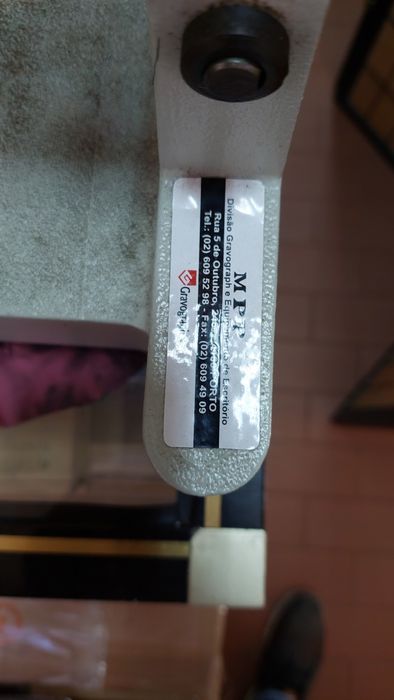 MPP
Divisão Gravograph e Equipamento de Escritório
Rua 5 de Outubro, PORTO
Tel.: (02) 609 52 98 - Fax: (02) 609 49 09
Gravograph